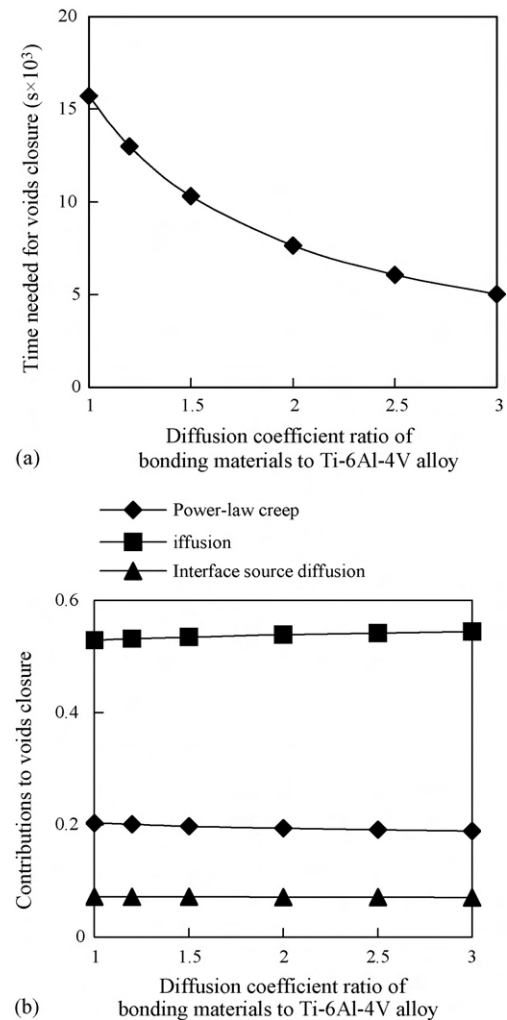 20
15
10
5
0
Time needed for voids closure (s×10³)
1 1.5 2 2.5 3
Diffusion coefficient ratio of
bonding materials to Ti-6Al-4V alloy
(a)
Power-law creep
iffusion
Interface source diffusion
0.6
0.4
0.2
0
Contributions to voids closure
1 1.5 2 2.5 3
Diffusion coefficient ratio of
bonding materials to Ti-6Al-4V alloy
(b)